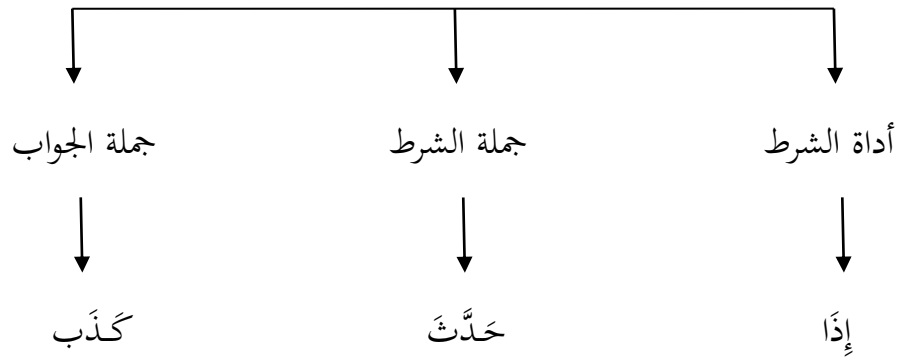 أداة الشرط جملة الشرط جملة الجواب
إِذَا حَدَّثَ كَذَب